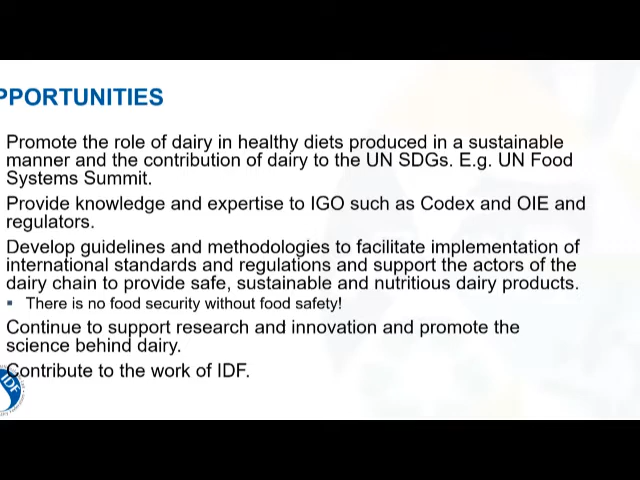 PPORTUNITIES
Promote the role of dairy in healthy diets produced in a sustainable
manner and the contribution of dairy to the UN SDGs. E.g. UN Food
Systems Summit.
Provide knowledge and expertise to IGO such as Codex and OIE and
regulators.
Develop guidelines and methodologies to facilitate implementation of
international standards and regulations and support the actors of the
dairy chain to provide safe, sustainable and nutritious dairy products.
▪ There is no food security without food safety!
Continue to support research and innovation and promote the
science behind dairy.
Contribute to the work of IDF.
IDF